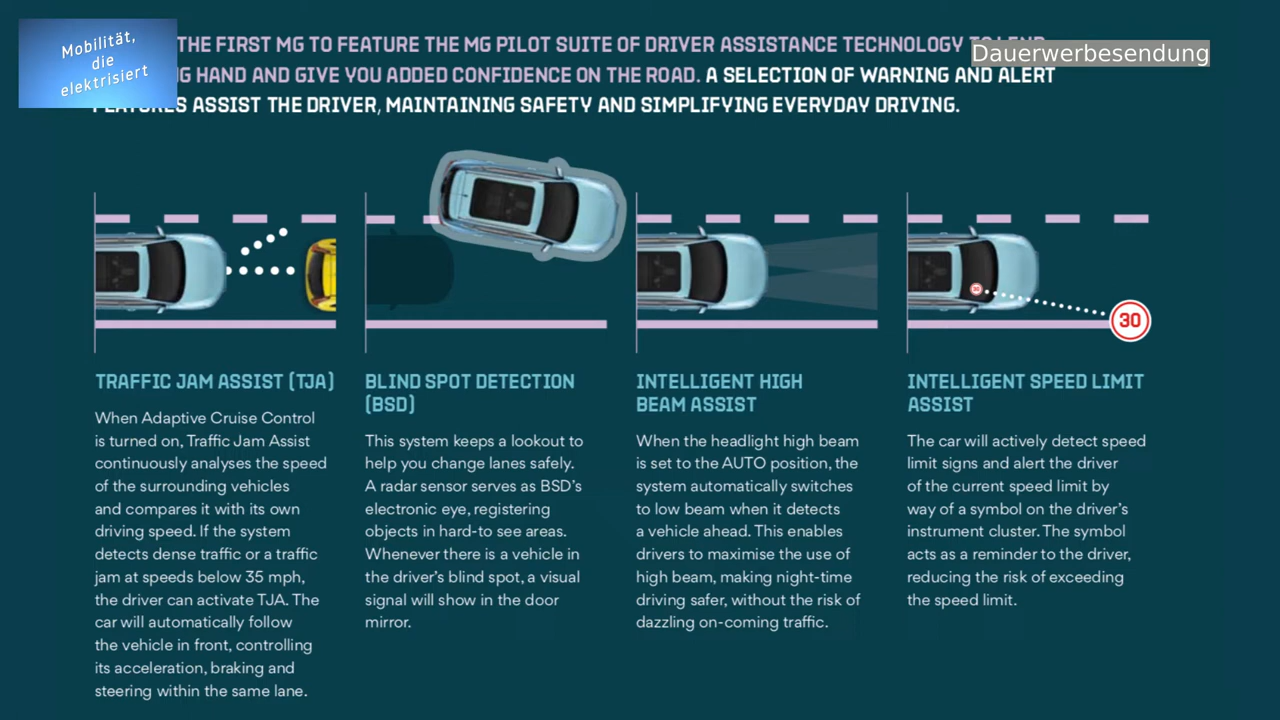 Mobilität,
die
elektrisiert
Dauerwerbesendung
THE FIRST MG TO FEATURE THE MG PILOT SUITE OF DRIVER ASSISTANCE TECHNOLOGY TO LEND
HAND AND GIVE YOU ADDED CONFIDENCE ON THE ROAD. A SELECTION OF WARNING AND ALERT
FEATURES ASSIST THE DRIVER, MAINTAINING SAFETY AND SIMPLIFYING EVERYDAY DRIVING.
30
30
TRAFFIC JAM ASSIST (TJA)
When Adaptive Cruise Control
is turned on, Traffic Jam Assist
continuously analyses the speed
of the surrounding vehicles
and compares it with its own
driving speed. If the system
detects dense traffic or a traffic
jam at speeds below 35 mph,
the driver can activate TJA. The
car will automatically follow
the vehicle in front, controlling
its acceleration, braking and
steering within the same lane.
BLIND SPOT DETECTION
(BSD)
This system keeps a lookout to
help you change lanes safely.
A radar sensor serves as BSD's
electronic eye, registering
objects in hard-to see areas.
Whenever there is a vehicle in
the driver's blind spot, a visual
signal will show in the door
mirror.
INTELLIGENT HIGH
BEAM ASSIST
When the headlight high beam
is set to the AUTO position, the
system automatically switches
to low beam when it detects
a vehicle ahead. This enables
drivers to maximise the use of
high beam, making night-time
driving safer, without the risk of
dazzling on-coming traffic.
INTELLIGENT SPEED LIMIT
ASSIST
The car will actively detect speed
limit signs and alert the driver
of the current speed limit by
way of a symbol on the driver's
instrument cluster. The symbol
acts as a reminder to the driver,
reducing the risk of exceeding
the speed limit.